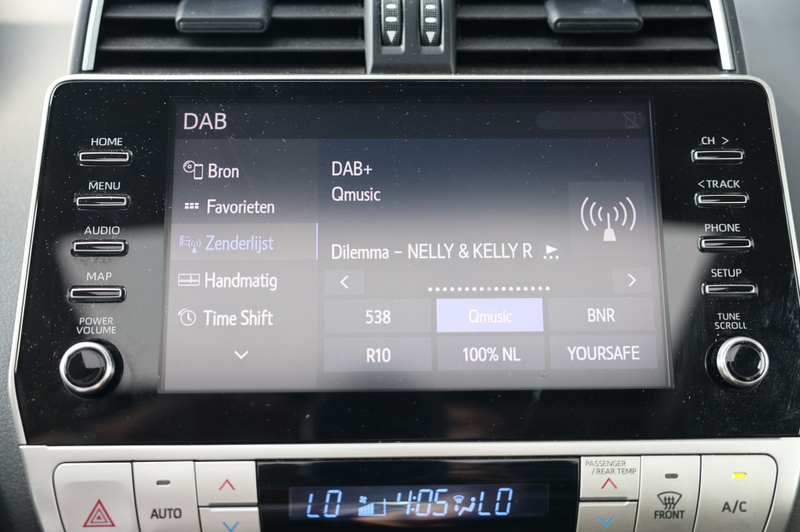 DAB
HOME
MENU
AUDIO
MAP
POWER
VOLUME
Bron
Favorieten
Zenderlijst
Handmatig
Time Shift
DAB+
Qmusic
Dilemma – NELLY & KELLY R
538
Qmusic
BNR
R10
100% NL
YOURSAFE
CH >
< TRACK
PHONE
SETUP
TUNE
SCROLL
AUTO
LO
4:05
LO
PASSENGER
/REAR TEMP
FRONT
A/C